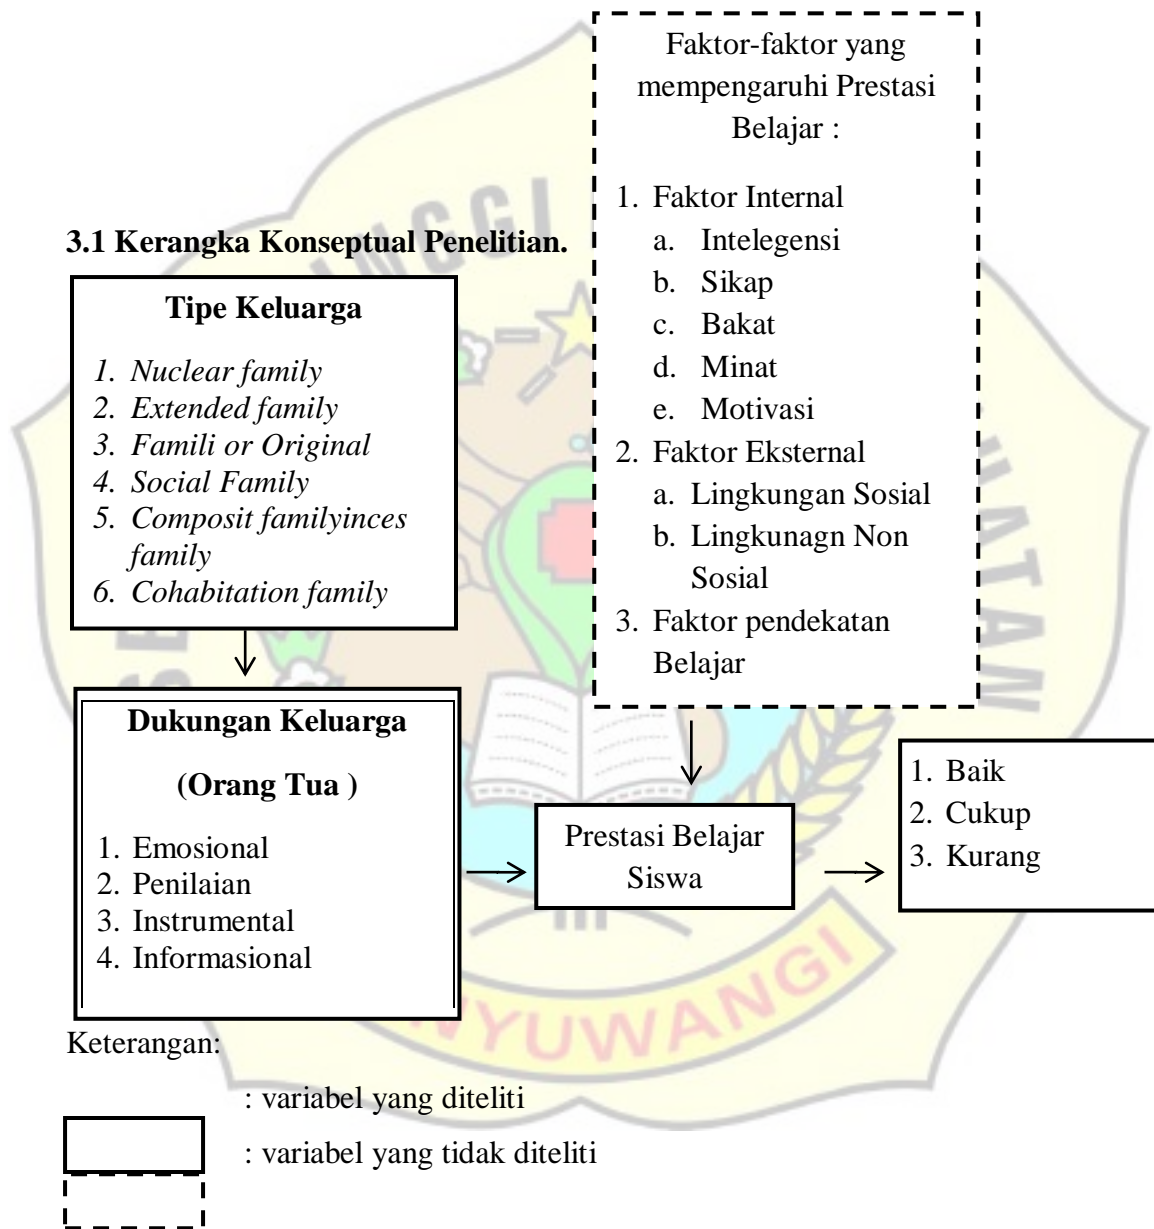 3.1 Kerangka Konseptual Penelitian.
Tipe Keluarga
1. Nuclear family
2. Extended family
3. Famili or Original
4. Social Family
5. Composit familyinces
family
6. Cohabitation family
Dukungan Keluarga
(Orang Tua )
1. Emosional
2. Penilaian
3. Instrumental
4. Informasional
Faktor-faktor yang
mempengaruhi Prestasi
Belajar :
1. Faktor Internal
a. Intelegensi
b. Sikap
c. Bakat
d. Minat
e. Motivasi
2. Faktor Eksternal
a. Lingkungan Sosial
b. Lingkunagn Non
Sosial
3. Faktor pendekatan
Belajar
Prestasi Belajar
Siswa
1. Baik
2. Cukup
3. Kurang
Keterangan:
: variabel yang diteliti
: variabel yang tidak diteliti